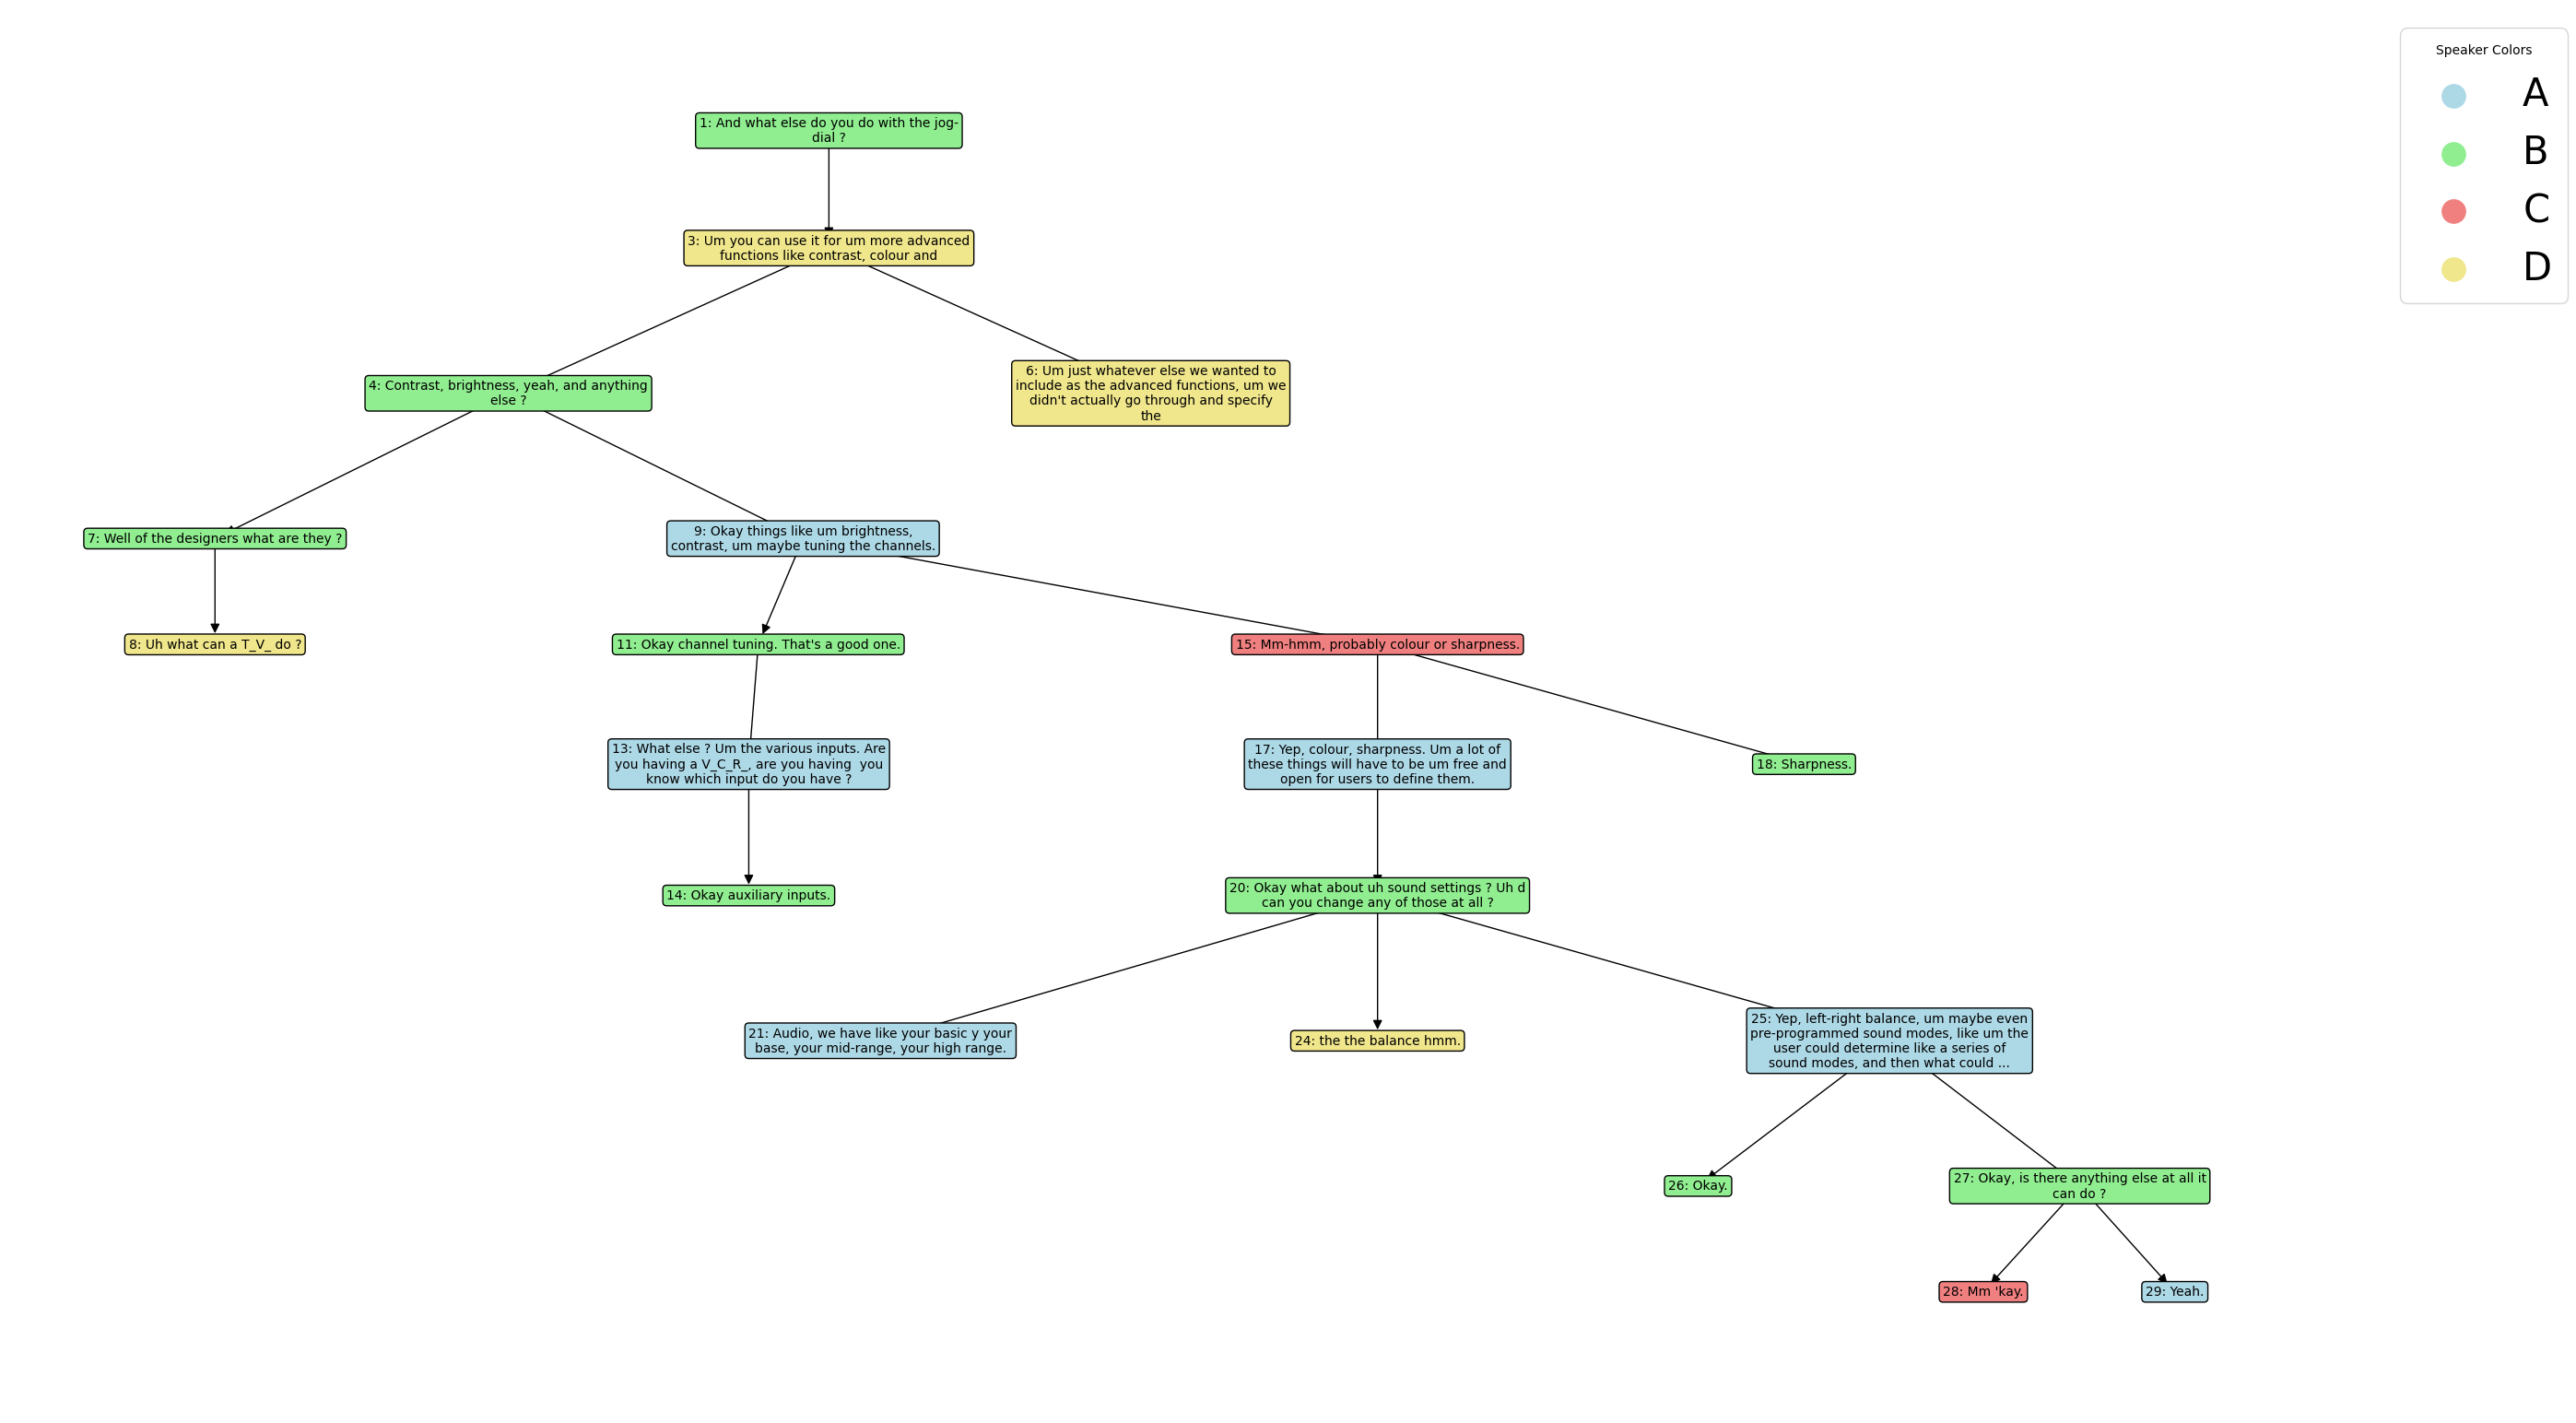 Speaker Colors
A
B
C
D
1: And what else do you do with the jog-
dial ?
3: Um you can use it for um more advanced
functions like contrast, colour and
4: Contrast, brightness, yeah, and anything
else ?
6: Um just whatever else we wanted to
include as the advanced functions, um we
didn't actually go through and specify
the
7: Well of the designers what are they ?
9: Okay things like um brightness,
contrast, um maybe tuning the channels.
8: Uh what can a T_V_ do ?
11: Okay channel tuning. That's a good one.
15: Mm-hmm, probably colour or sharpness.
13: What else ? Um the various inputs. Are
you having a V_C_R_, are you having  you
know which input do you have ?
17: Yep, colour, sharpness. Um a lot of
these things will have to be um free and
open for users to define them.
18: Sharpness.
14: Okay auxiliary inputs.
20: Okay what about uh sound settings ? Uh d
can you change any of those at all ?
21: Audio, we have like your basic y your
base, your mid-range, your high range.
24: the the balance hmm.
25: Yep, left-right balance, um maybe even
pre-programmed sound modes, like um the
user could determine like a series of
sound modes, and then what could ...
26: Okay.
27: Okay, is there anything else at all it
can do ?
28: Mm 'kay.
29: Yeah.